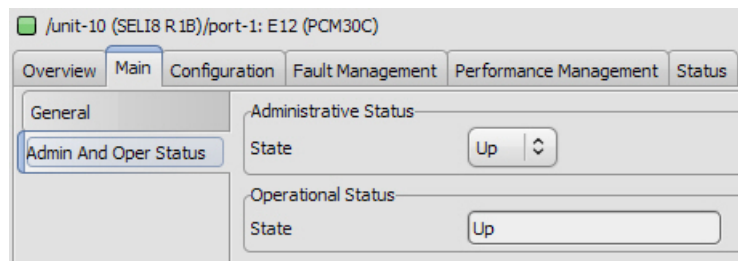 /unit-10 (SELI8 R1B)/port-1: E12 (PCM30C)
Overview Main Configuration Fault Management Performance Management Status
General
Admin And Oper Status
Administrative Status
State Up
Operational Status
State Up